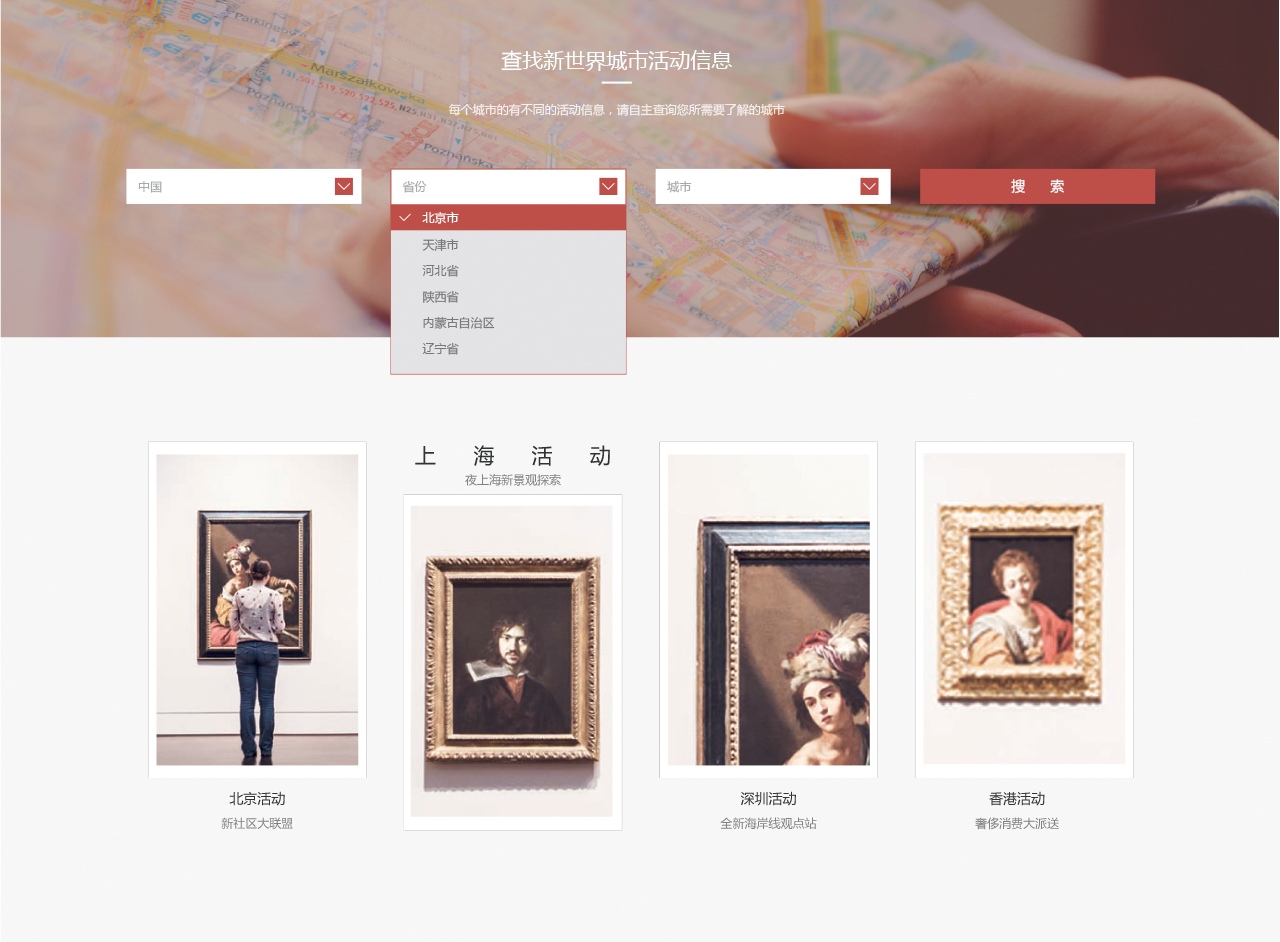 Parkinowa
Marszałkowska
Poznańska
Poznańska
查找新世界城市活动信息
每个城市的有不同的活动信息，请自主查询您所需要了解的城市
中国
省份
城市
搜 索
北京市
天津市
河北省
陕西省
内蒙古自治区
辽宁省
上 海 活 动
夜上海新景观探索
北京活动
新社区大联盟
深圳活动
全新海岸线观点站
香港活动
奢侈消费大派送